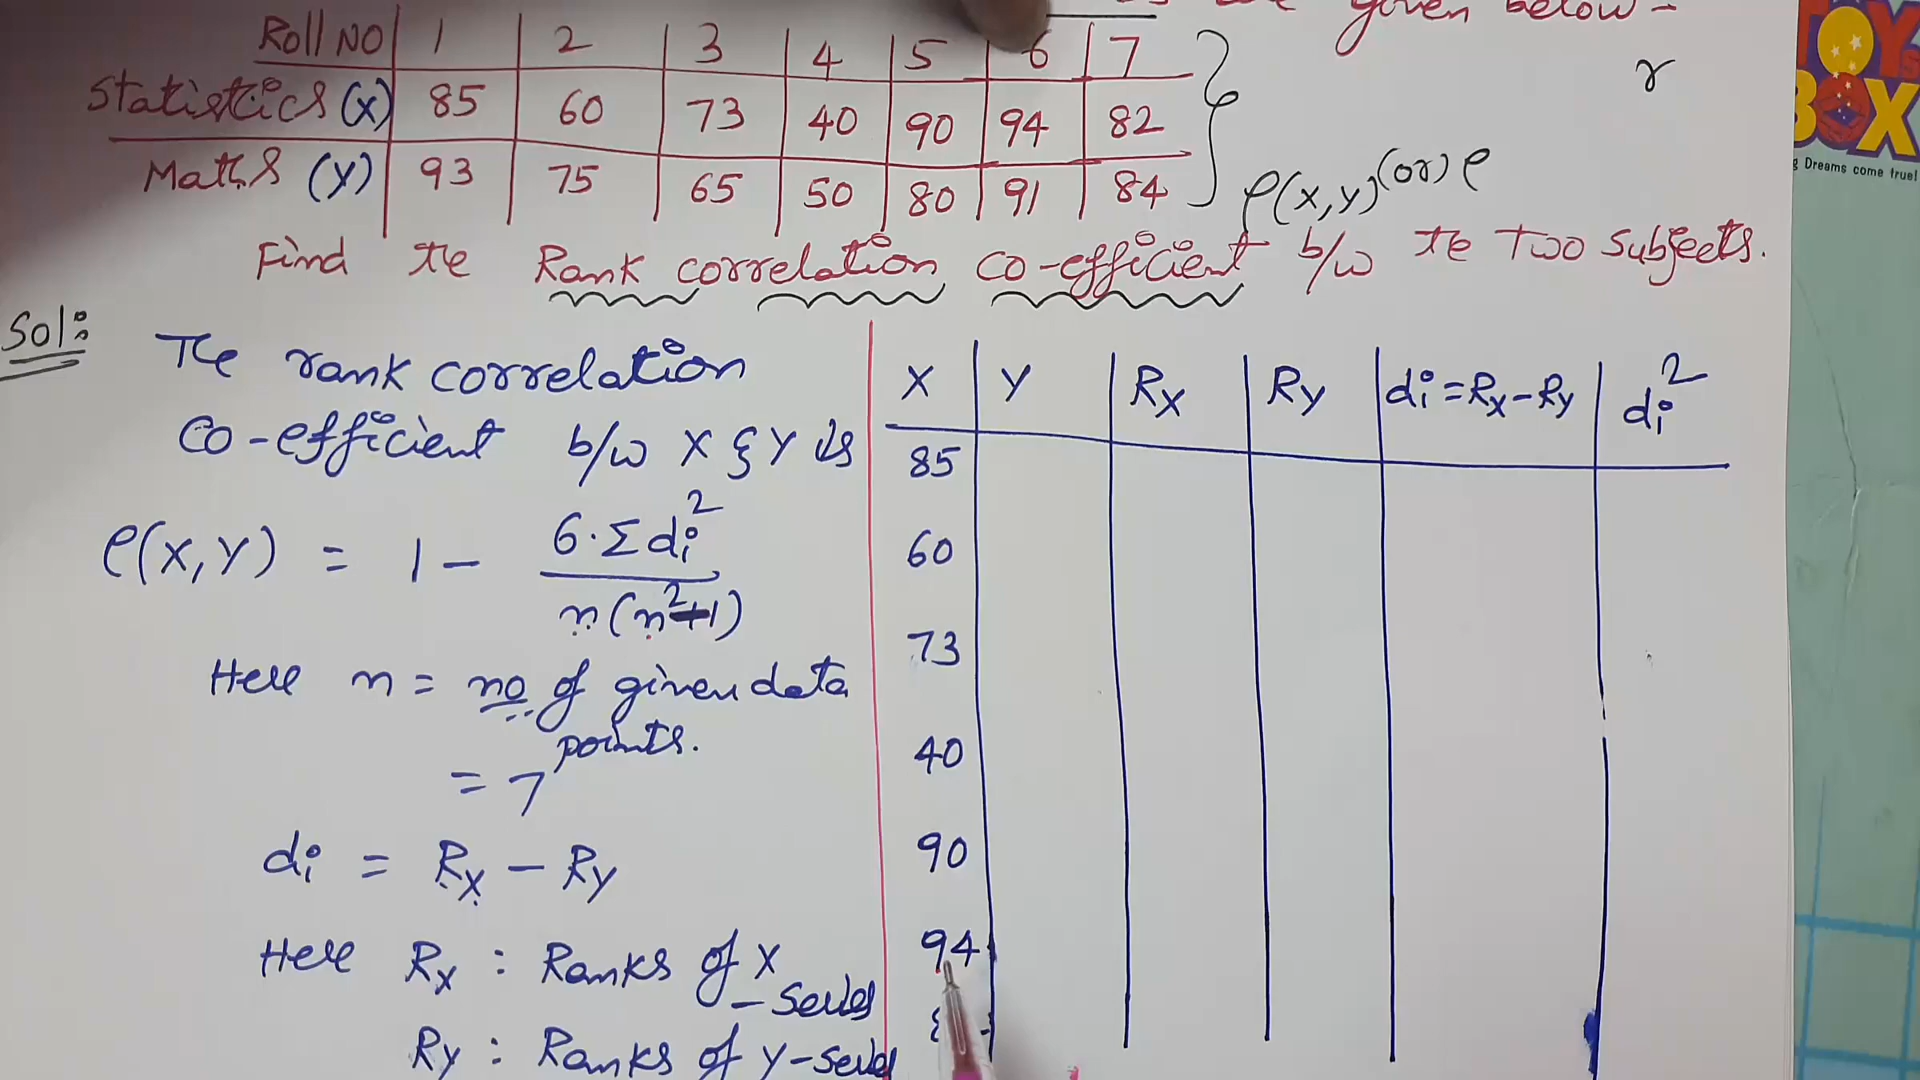 given below -
Roll NO 1 2 3 4 5 6 7
Statistics (X) 85 60 73 40 90 94 82
Maths (Y) 93 75 65 50 80 91 84
r
ρ(X,Y) (or) ρ
Find the Rank correlation co-efficient b/w the two subjects.
Sol:
The rank correlation
co-efficient b/w X & Y is
ρ(X,Y) = 1 - 6·Σdi² / n(n²-1)
Here n = no of given data
points.
= 7
di = Rx - Ry
Here Rx : Ranks of X
- series
Ry : Ranks of Y-series
X Y Rx Ry di = Rx-Ry di²
85
60
73
40
90
94
TOYS
BOX
Dreams come true!